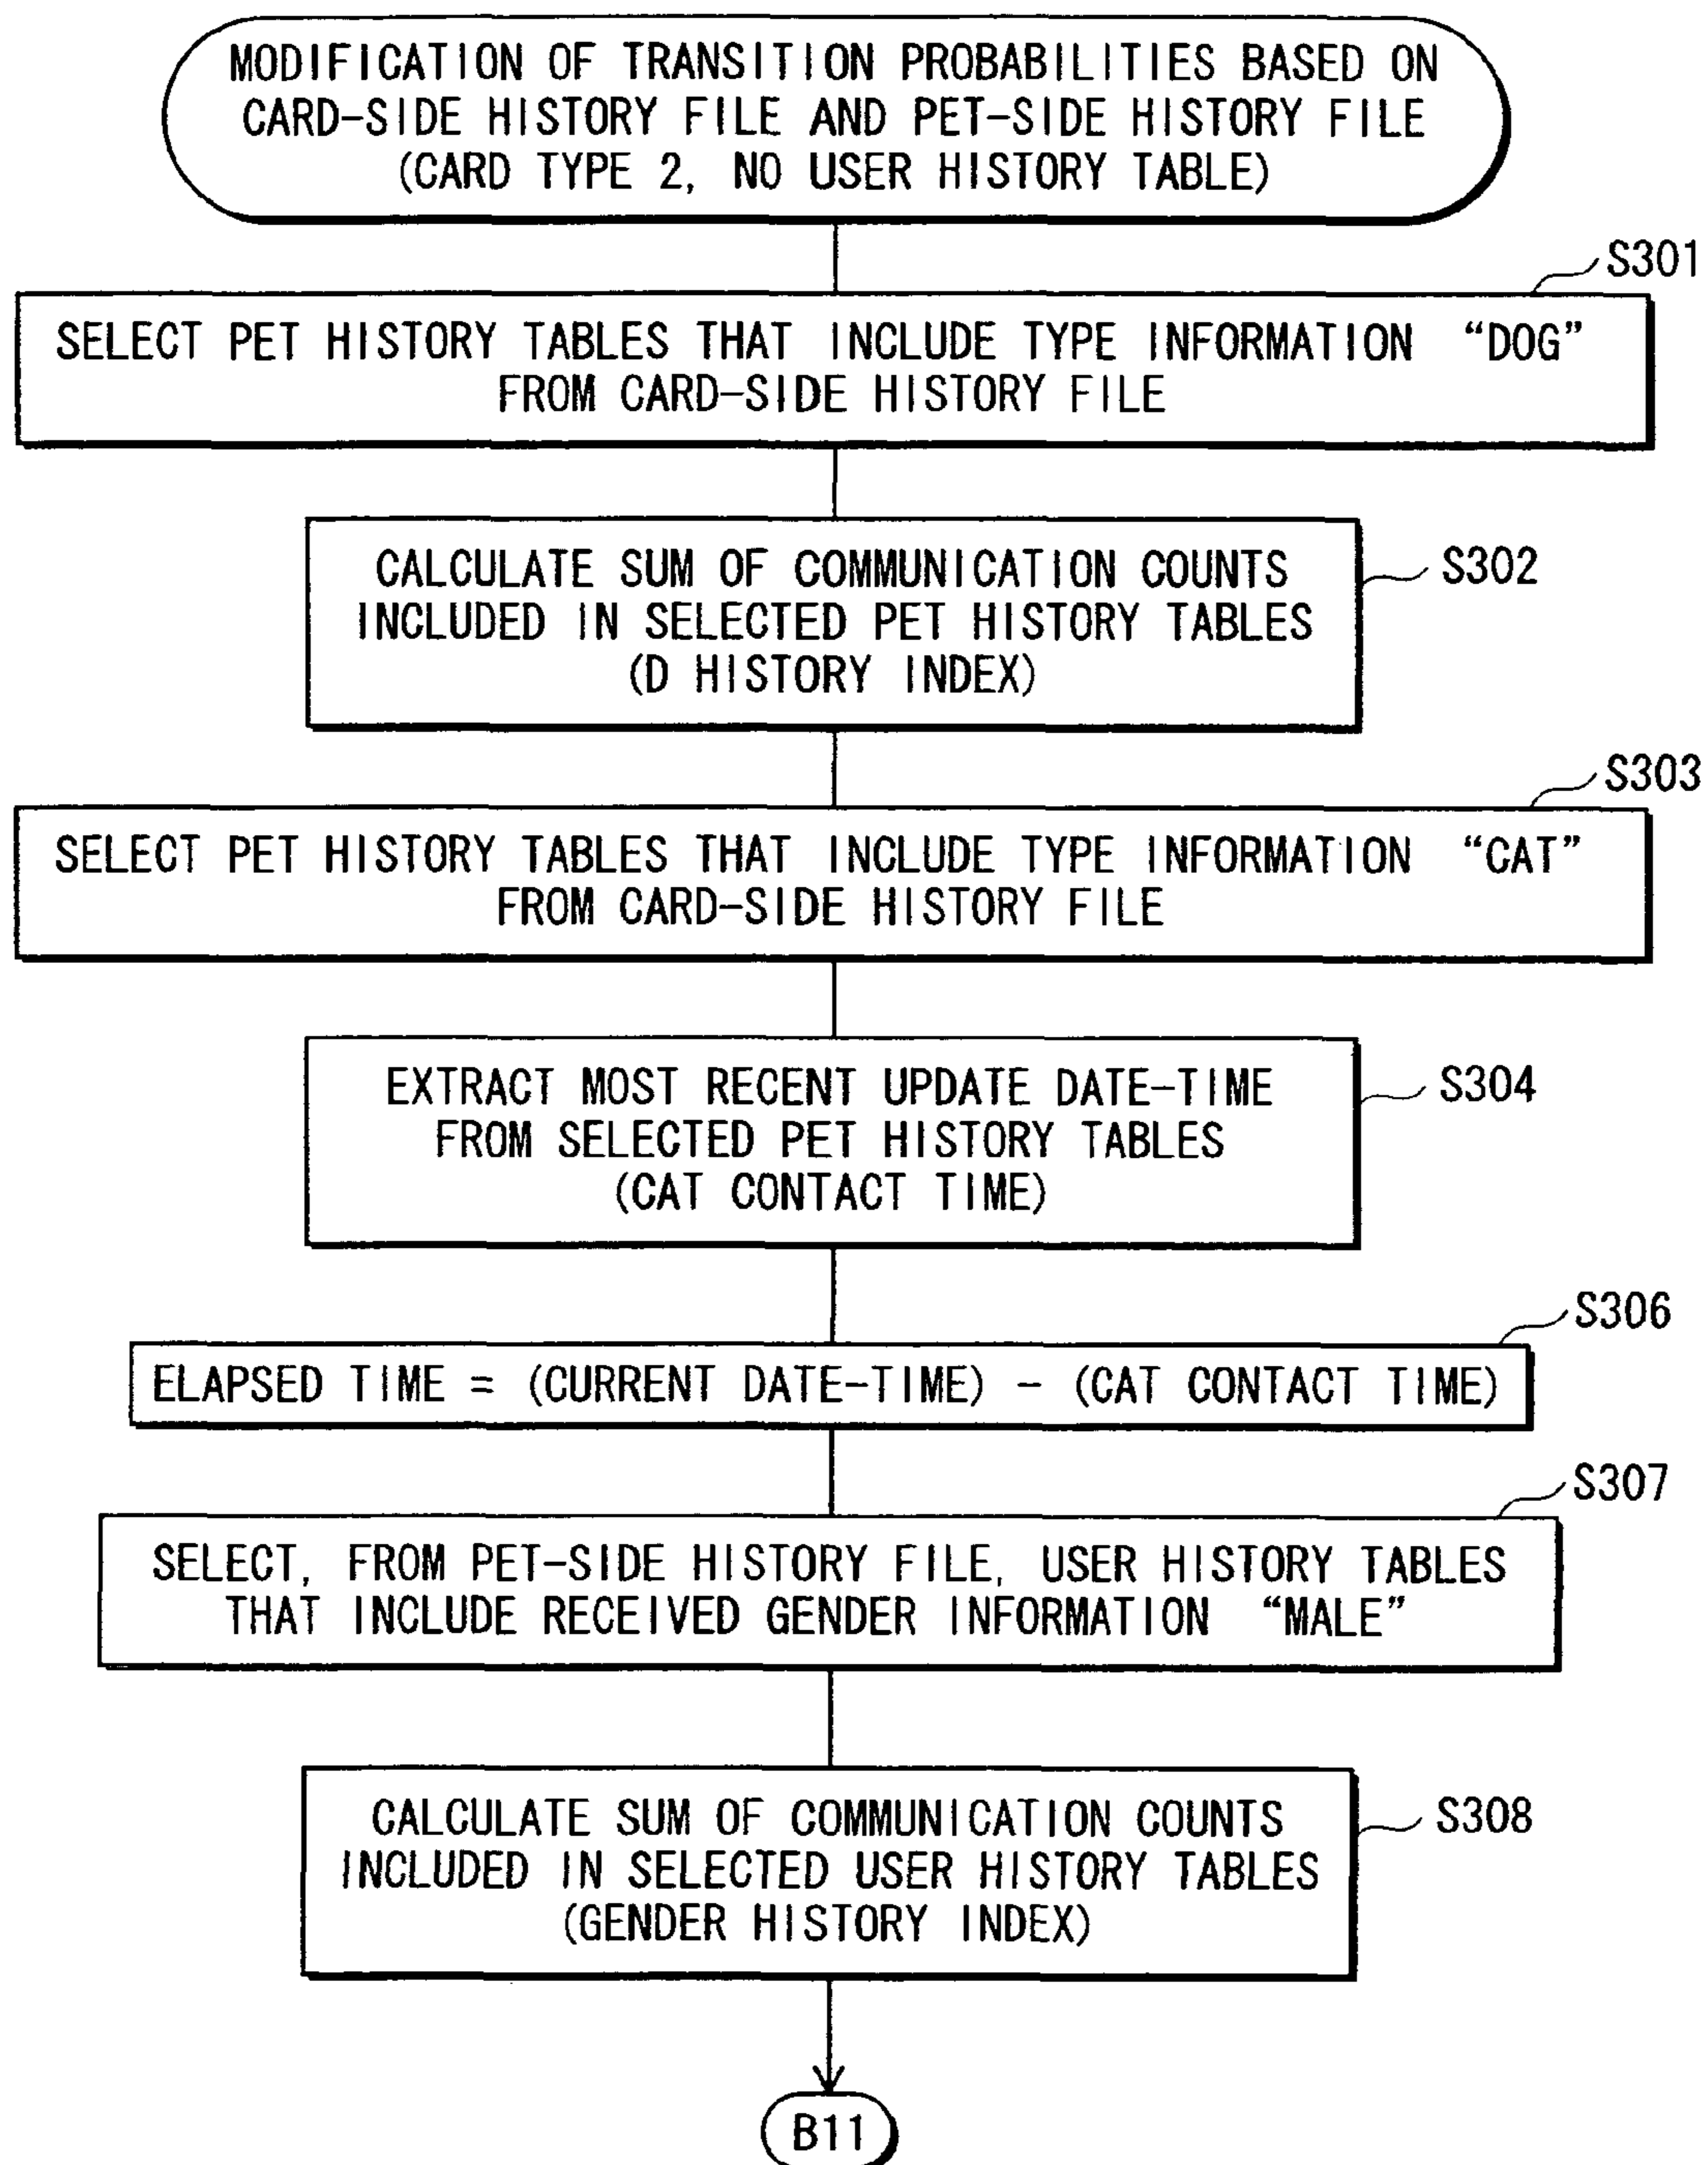 MODIFICATION OF TRANSITION PROBABILITIES BASED ON
CARD-SIDE HISTORY FILE AND PET-SIDE HISTORY FILE
(CARD TYPE 2, NO USER HISTORY TABLE)
S301
SELECT PET HISTORY TABLES THAT INCLUDE TYPE INFORMATION “DOG”
FROM CARD-SIDE HISTORY FILE
S302
CALCULATE SUM OF COMMUNICATION COUNTS
INCLUDED IN SELECTED PET HISTORY TABLES
(D HISTORY INDEX)
S303
SELECT PET HISTORY TABLES THAT INCLUDE TYPE INFORMATION “CAT”
FROM CARD-SIDE HISTORY FILE
S304
EXTRACT MOST RECENT UPDATE DATE-TIME
FROM SELECTED PET HISTORY TABLES
(CAT CONTACT TIME)
S306
ELAPSED TIME = (CURRENT DATE-TIME) - (CAT CONTACT TIME)
S307
SELECT, FROM PET-SIDE HISTORY FILE, USER HISTORY TABLES
THAT INCLUDE RECEIVED GENDER INFORMATION “MALE”
S308
CALCULATE SUM OF COMMUNICATION COUNTS
INCLUDED IN SELECTED USER HISTORY TABLES
(GENDER HISTORY INDEX)
B11